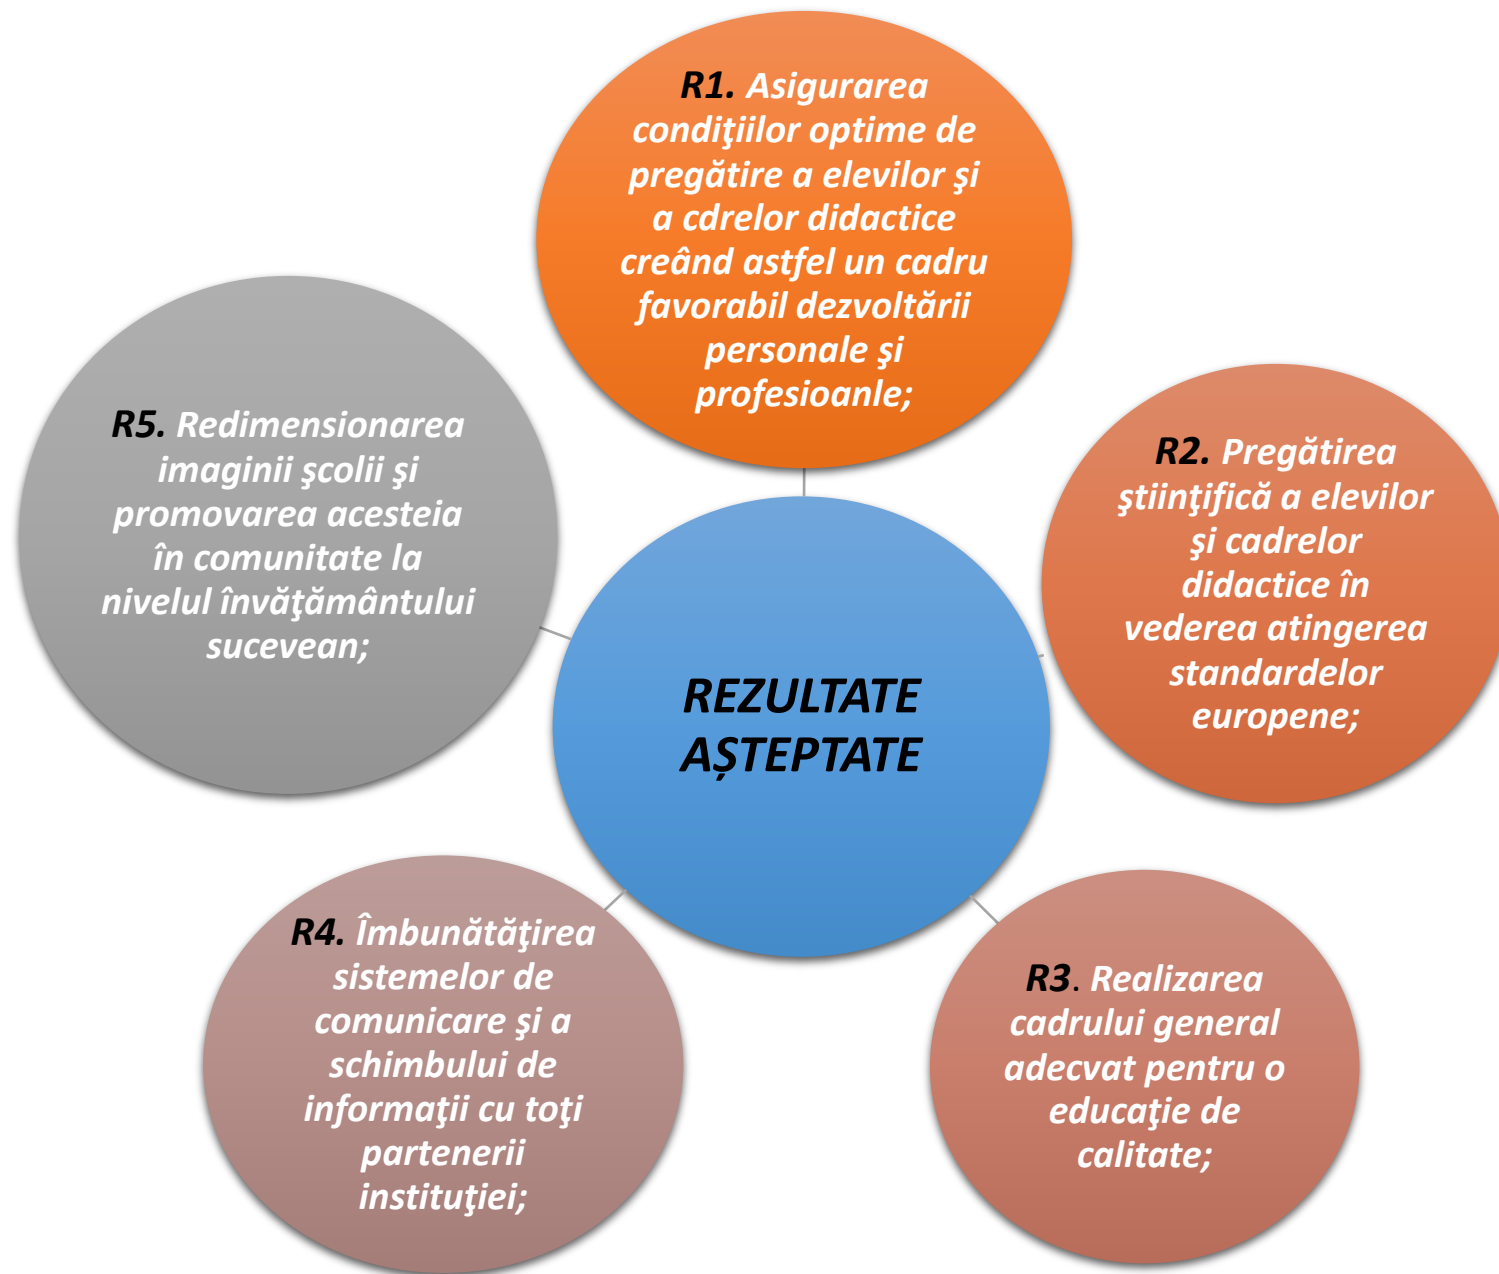 R1. Asigurarea
condiţiilor optime de
pregătire a elevilor şi
a cdrelor didactice
creând astfel un cadru
favorabil dezvoltării
personale şi
profesioanle;
R2. Pregătirea
ştiinţifică a elevilor
şi cadrelor
didactice în
vederea atingerea
standardelor
europene;
R3. Realizarea
cadrului general
adecvat pentru o
educaţie de
calitate;
R4. Îmbunătăţirea
sistemelor de
comunicare şi a
schimbului de
informaţii cu toţi
partenerii
instituţiei;
R5. Redimensionarea
imaginii şcolii şi
promovarea acesteia
în comunitate la
nivelul învăţământului
sucevean;
REZULTATE
AȘTEPTATE